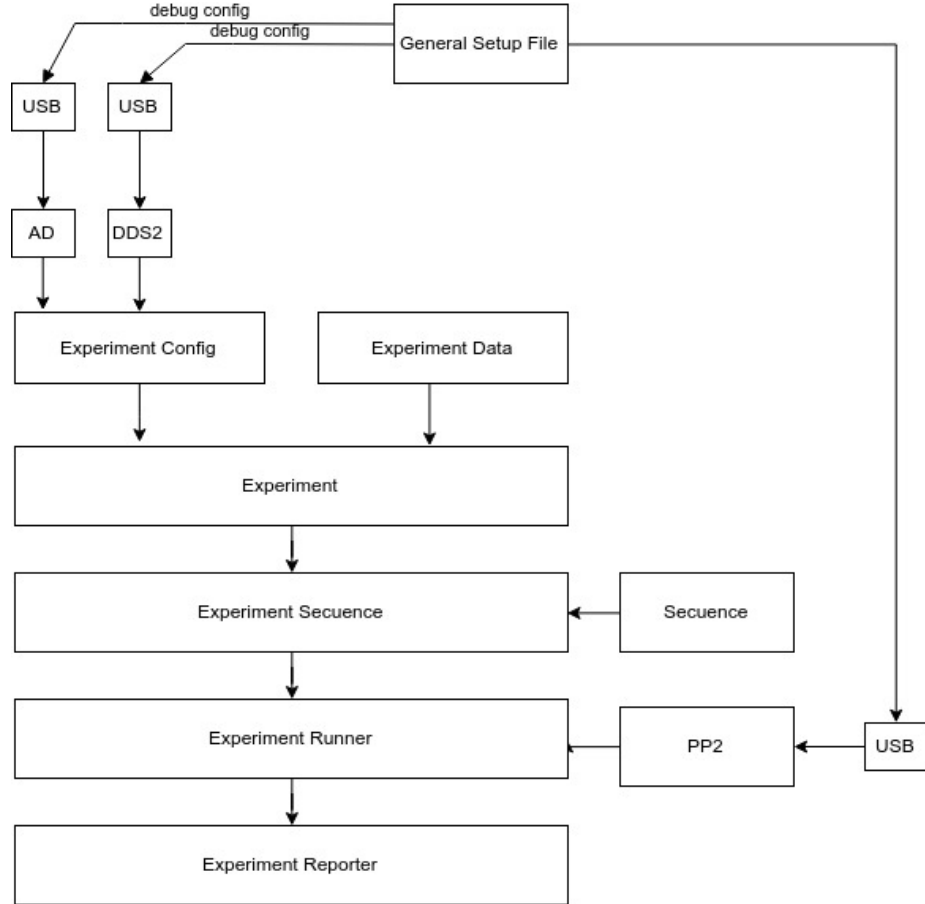 debug config
debug config
General Setup File
USB
USB
AD
DDS2
Experiment Config
Experiment Data
Experiment
Experiment Secuence
Secuence
Experiment Runner
PP2
USB
Experiment Reporter